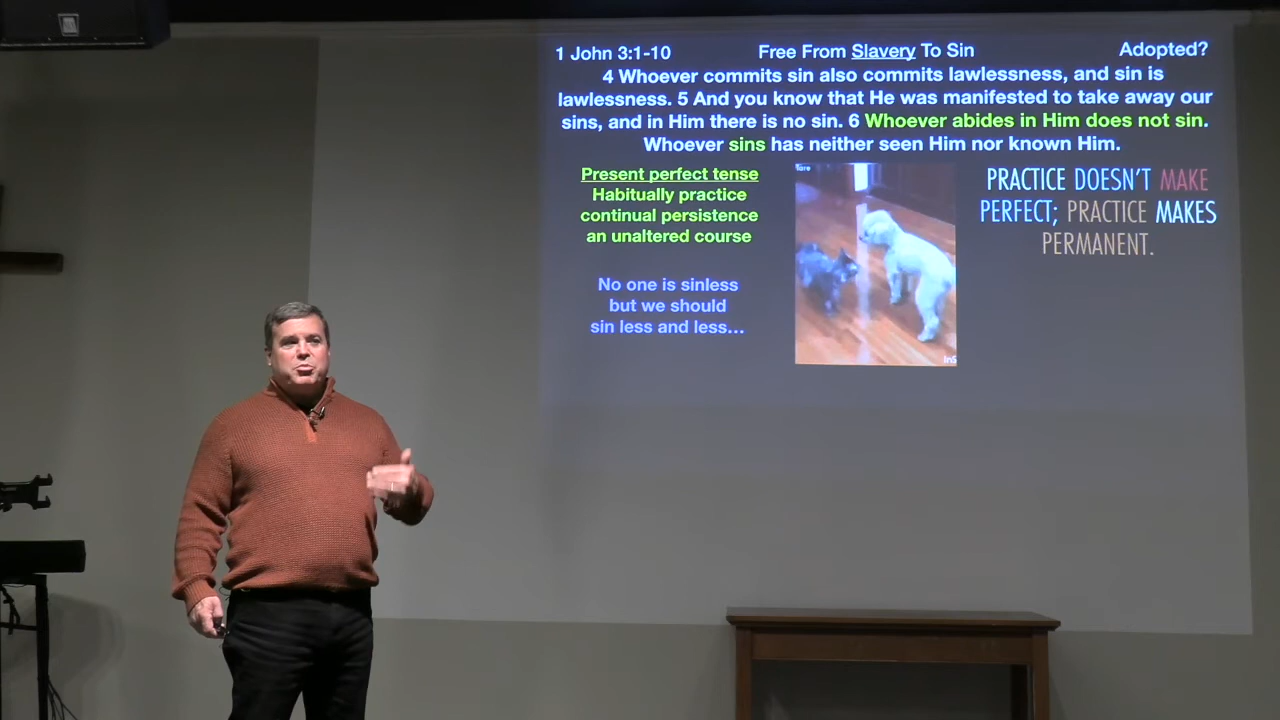 1 John 3:1-10 Free From Slavery To Sin Adopted?
4 Whoever commits sin also commits lawlessness, and sin is
lawlessness. 5 And you know that He was manifested to take away our
sins, and in Him there is no sin. 6 Whoever abides in Him does not sin.
Whoever sins has neither seen Him nor known Him.
Present perfect tense
Habitually practice
continual persistence
an unaltered course
No one is sinless
but we should
sin less and less...
PRACTICE DOESN'T MAKE
PERFECT; PRACTICE MAKES
PERMANENT.